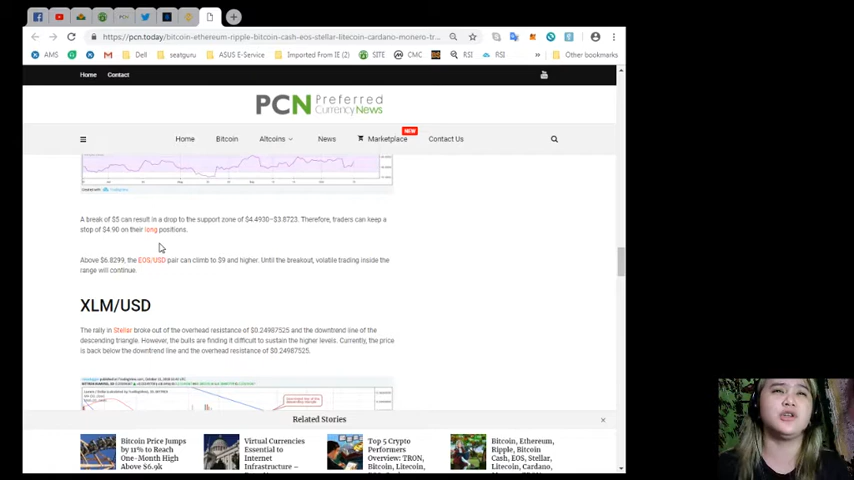 https://pcn.today/bitcoin-ethereum-ripple-bitcoin-cash-eos-stellar-litecoin-cardano-monero-tr...
AMS
Dell
seatguru
ASUS E-Service
Imported From IE (2)
SITE
CMC
RSI
RSI
Other bookmarks
Home Contact
PCN Preferred Currency News
Home Bitcoin Altcoins News Marketplace NEW Contact Us
A break of $5 can result in a drop to the support zone of $4.4930–$3.8723. Therefore, traders can keep a
stop of $4.90 on their long positions.
Above $6.8299, the EOS/USD pair can climb to $9 and higher. Until the breakout, volatile trading inside the
range will continue.
XLM/USD
The rally in Stellar broke out of the overhead resistance of $0.24987525 and the downtrend line of the
descending triangle. However, the bulls are finding it difficult to sustain the higher levels. Currently, the price
is back below the downtrend line and the overhead resistance of $0.24987525.
Related Stories
Bitcoin Price Jumps
by 11% to Reach
One-Month High
Above $6.9k
Virtual Currencies
Essential to
Internet
Infrastructure –
Top 5 Crypto
Performers
Overview: TRON,
Bitcoin, Litecoin,
Bitcoin, Ethereum,
Ripple, Bitcoin
Cash, EOS, Stellar,
Litecoin, Cardano,